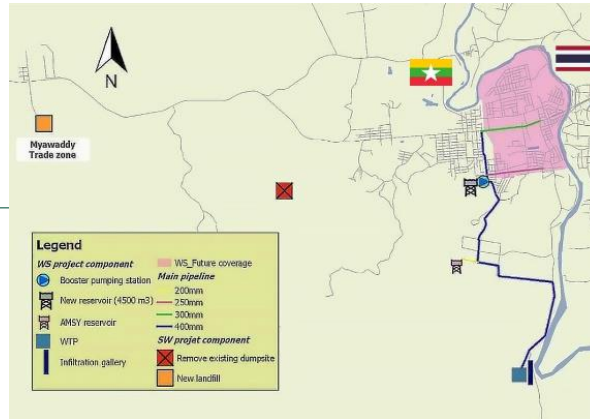 N
Myawaddy
Trade zone
Legend
WS project component
Booster pumping station
New reservoir (4500 m3)
AMSY reservoir
WTP
Infiltration gallery
WS_Future coverage
Main pipeline
200mm
250mm
300mm
400mm
SW projet component
Remove existing dumpsite
New landfill